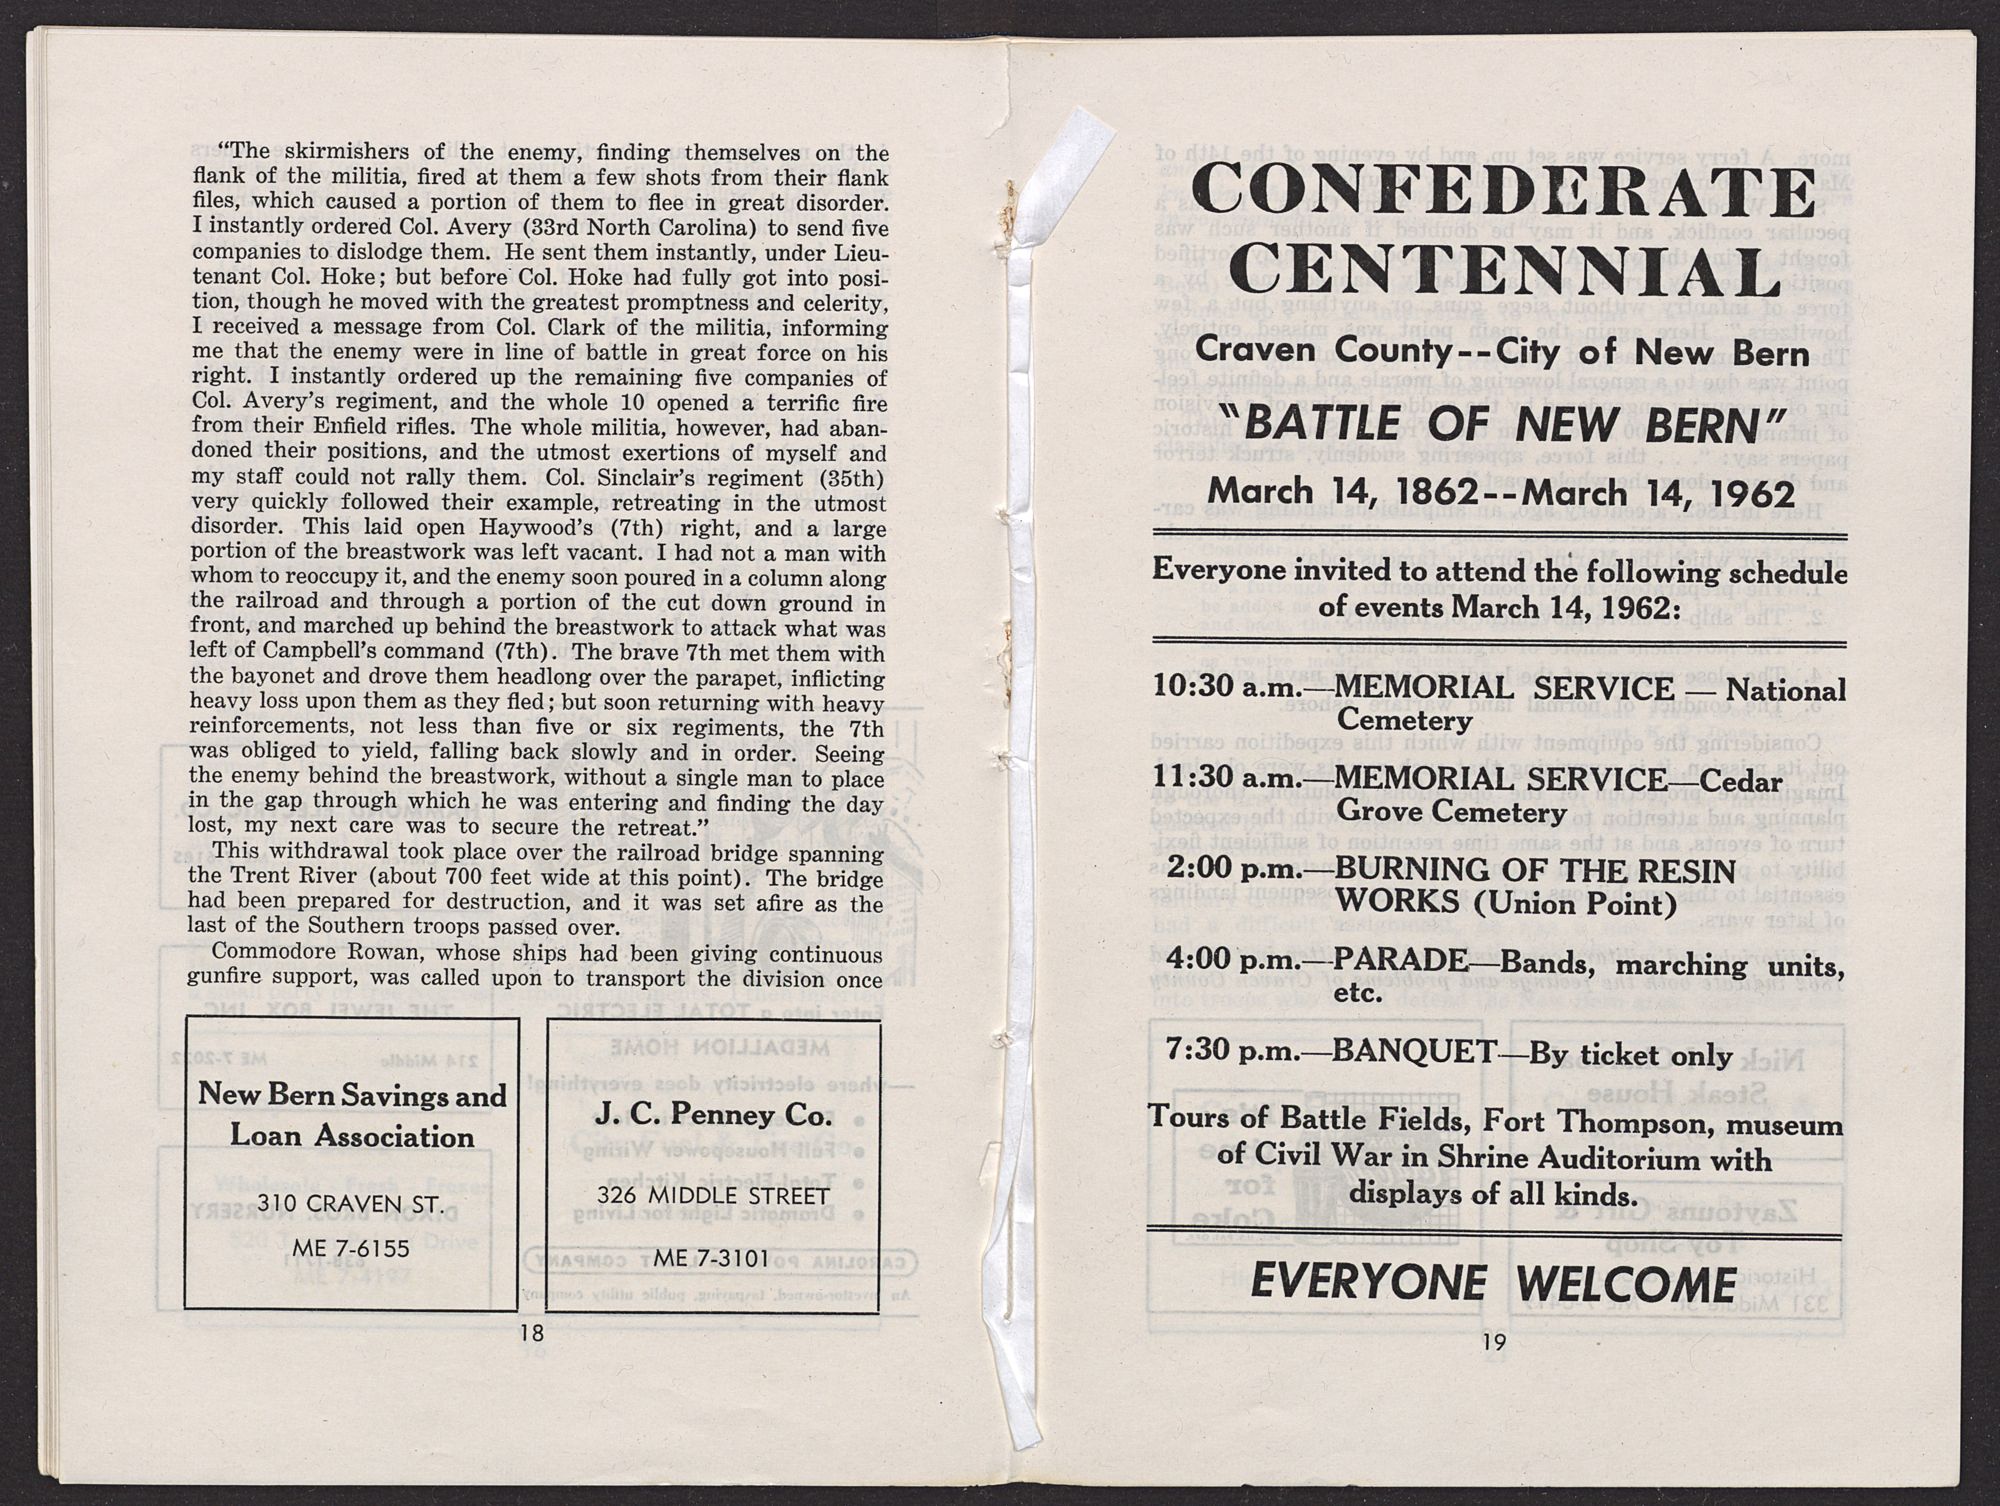 “The skirmishers of the enemy, finding themselves on the
flank of the militia, fired at them a few shots from their flank
files, which caused a portion of them to flee in great disorder.
I instantly ordered Col. Avery (33rd North Carolina) to send five
companies to dislodge them. He sent them instantly, under Lieu-
tenant Col. Hoke; but before Col. Hoke had fully got into posi-
tion, though he moved with the greatest promptness and celerity,
I received a message from Col. Clark of the militia, informing
me that the enemy were in line of battle in great force on his
right. I instantly ordered up the remaining five companies of
Col. Avery’s regiment, and the whole 10 opened a terrific fire
from their Enfield rifles. The whole militia, however, had aban-
doned their positions, and the utmost exertions of myself and
my staff could not rally them. Col. Sinclair’s regiment (35th)
very quickly followed their example, retreating in the utmost
disorder. This laid open Haywood’s (7th) right, and a large
portion of the breastwork was left vacant. I had not a man with
whom to reoccupy it, and the enemy soon poured in a column along
the railroad and through a portion of the cut down ground in
front, and marched up behind the breastwork to attack what was
left of Campbell’s command (7th). The brave 7th met them with
the bayonet and drove them headlong over the parapet, inflicting
heavy loss upon them as they fled; but soon returning with heavy
reinforcements, not less than five or six regiments, the 7th
was obliged to yield, falling back slowly and in order. Seeing
the enemy behind the breastwork, without a single man to place
in the gap through which he was entering and finding the day
lost, my next care was to secure the retreat.”
This withdrawal took place over the railroad bridge spanning
the Trent River (about 700 feet wide at this point). The bridge
had been prepared for destruction, and it was set afire as the
last of the Southern troops passed over.
Commodore Rowan, whose ships had been giving continuous
gunfire support, was called upon to transport the division once
New Bern Savings and
Loan Association
310 CRAVEN ST.
ME 7-6155
J. C. Penney Co.
326 MIDDLE STREET
ME 7-3101
18
CONFEDERATE
CENTENNIAL
Craven County--City of New Bern
"BATTLE OF NEW BERN"
March 14, 1862--March 14, 1962
Everyone invited to attend the following schedule
of events March 14, 1962:
10:30 a.m.—MEMORIAL SERVICE — National
Cemetery
11:30 a.m.—MEMORIAL SERVICE—Cedar
Grove Cemetery
2:00 p.m.—BURNING OF THE RESIN
WORKS (Union Point)
4:00 p.m.—PARADE—Bands, marching units,
etc.
7:30 p.m.—BANQUET—By ticket only
Tours of Battle Fields, Fort Thompson, museum
of Civil War in Shrine Auditorium with
displays of all kinds.
EVERYONE WELCOME
19